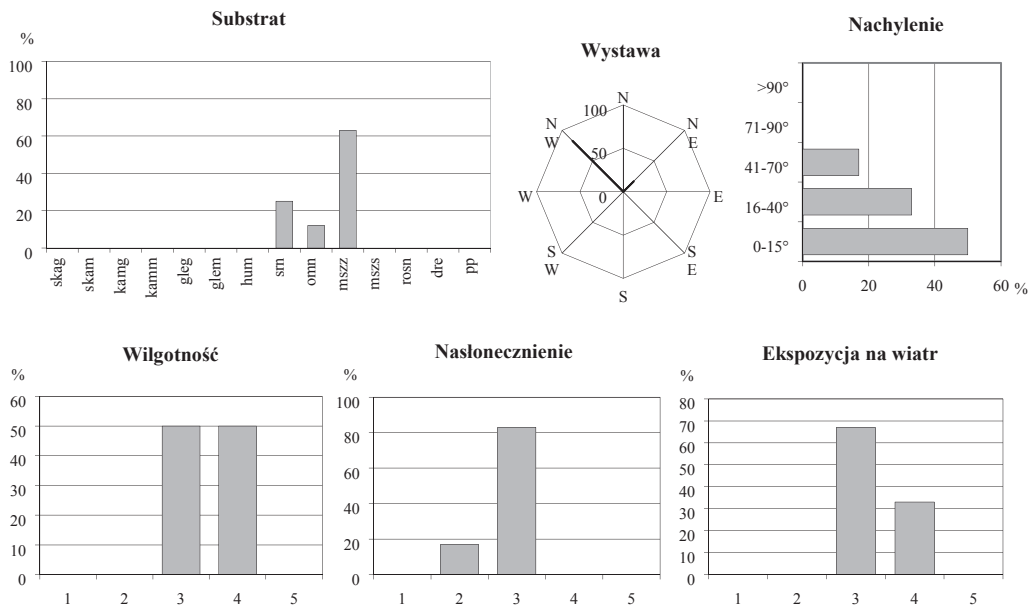 Substrat
%
100
80
60
40
20
0
skag
skam
kamg
kamm
gleg
glem
hum
sm
omn
mszz
mszs
rosn
dre
pp
Wystawa
N
N E
E
S E
S
S W
W
N W
100
50
0
Nachylenie
>90°
71-90°
41-70°
16-40°
0-15°
0 20 40 60 %
Wilgotność
%
60
50
40
30
20
10
0
1 2 3 4 5
Nasłonecznienie
%
100
80
60
40
20
0
1 2 3 4 5
Ekspozycja na wiatr
%
80
70
60
50
40
30
20
10
0
1 2 3 4 5